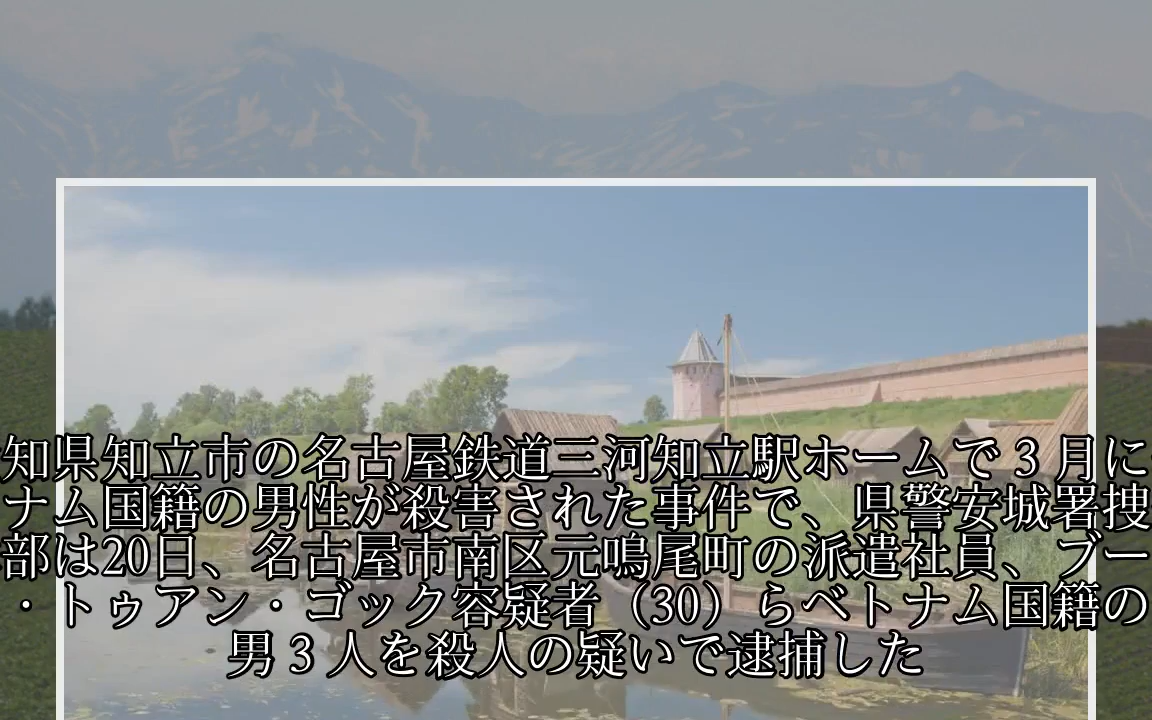 知県知立市の名古屋鉄道三河知立駅ホームで３月に
ナム国籍の男性が殺害された事件で、県警安城署捜
部は20日、名古屋市南区元鳴尾町の派遣社員、ブー
・トゥアン・ゴック容疑者（30）らベトナム国籍の
男３人を殺人の疑いで逮捕した